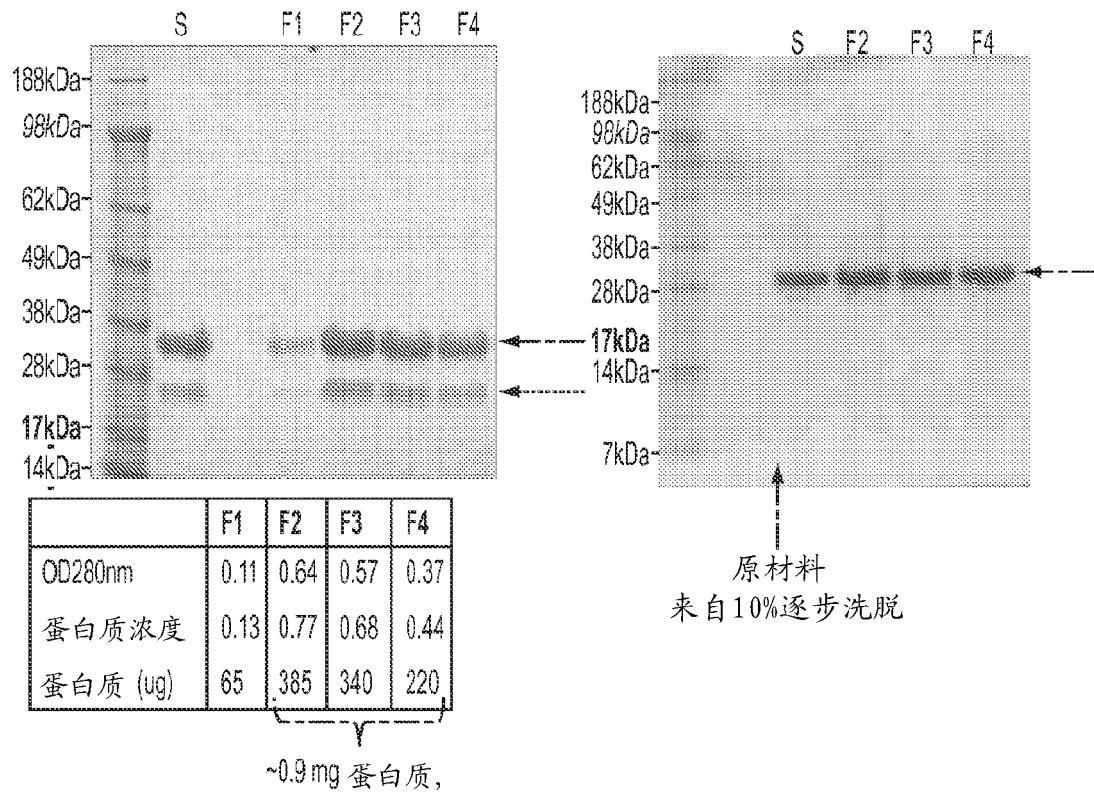 S F1 F2 F3 F4
188kDa
98kDa
62kDa
49kDa
38kDa
28kDa
17kDa
14kDa
S F2 F3 F4
188kDa
98kDa
62kDa
49kDa
38kDa
28kDa
17kDa
14kDa
7kDa
F1 F2 F3 F4
OD280nm 0.11 0.64 0.57 0.37
蛋白质浓度 0.13 0.77 0.68 0.44
蛋白质 (ug) 65 385 340 220
~0.9 mg 蛋白质,
原材料
来自10%逐步洗脱